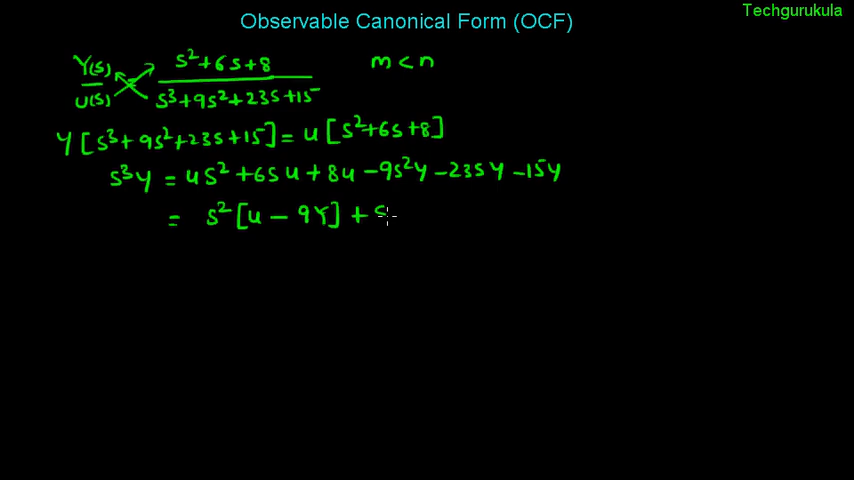 Techgurukula
Observable Canonical Form (OCF)
Y(s)/U(s) = s²+6s+8 / s³+9s²+23s+15 m < n
Y[s³+9s²+23s+15] = u[s²+6s+8]
s³y = us²+6su+8u-9s²y-23sy-15y
= s²[u-9Y]+s